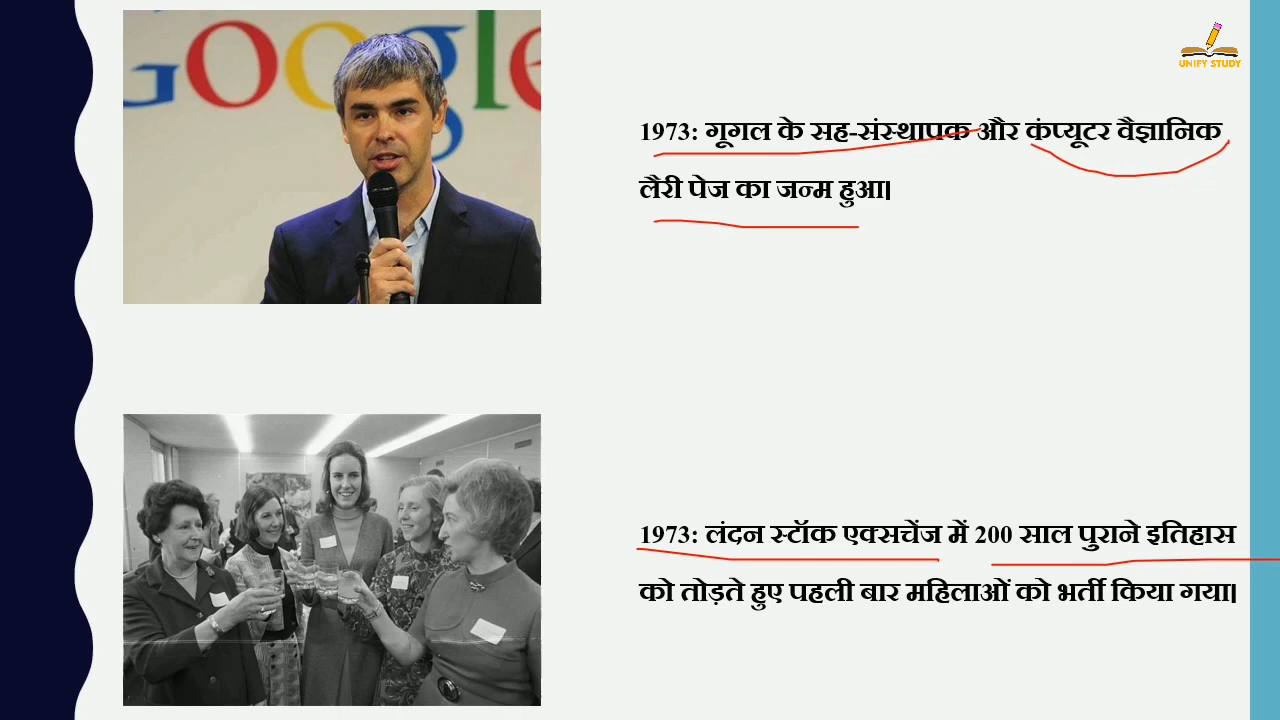 Google
UNIFY STUDY
1973: गूगल के सह-संस्थापक और कंप्यूटर वैज्ञानिक
लैरी पेज का जन्म हुआ।
1973: लंदन स्टॉक एक्सचेंज में 200 साल पुराने इतिहास
को तोड़ते हुए पहली बार महिलाओं को भर्ती किया गया।